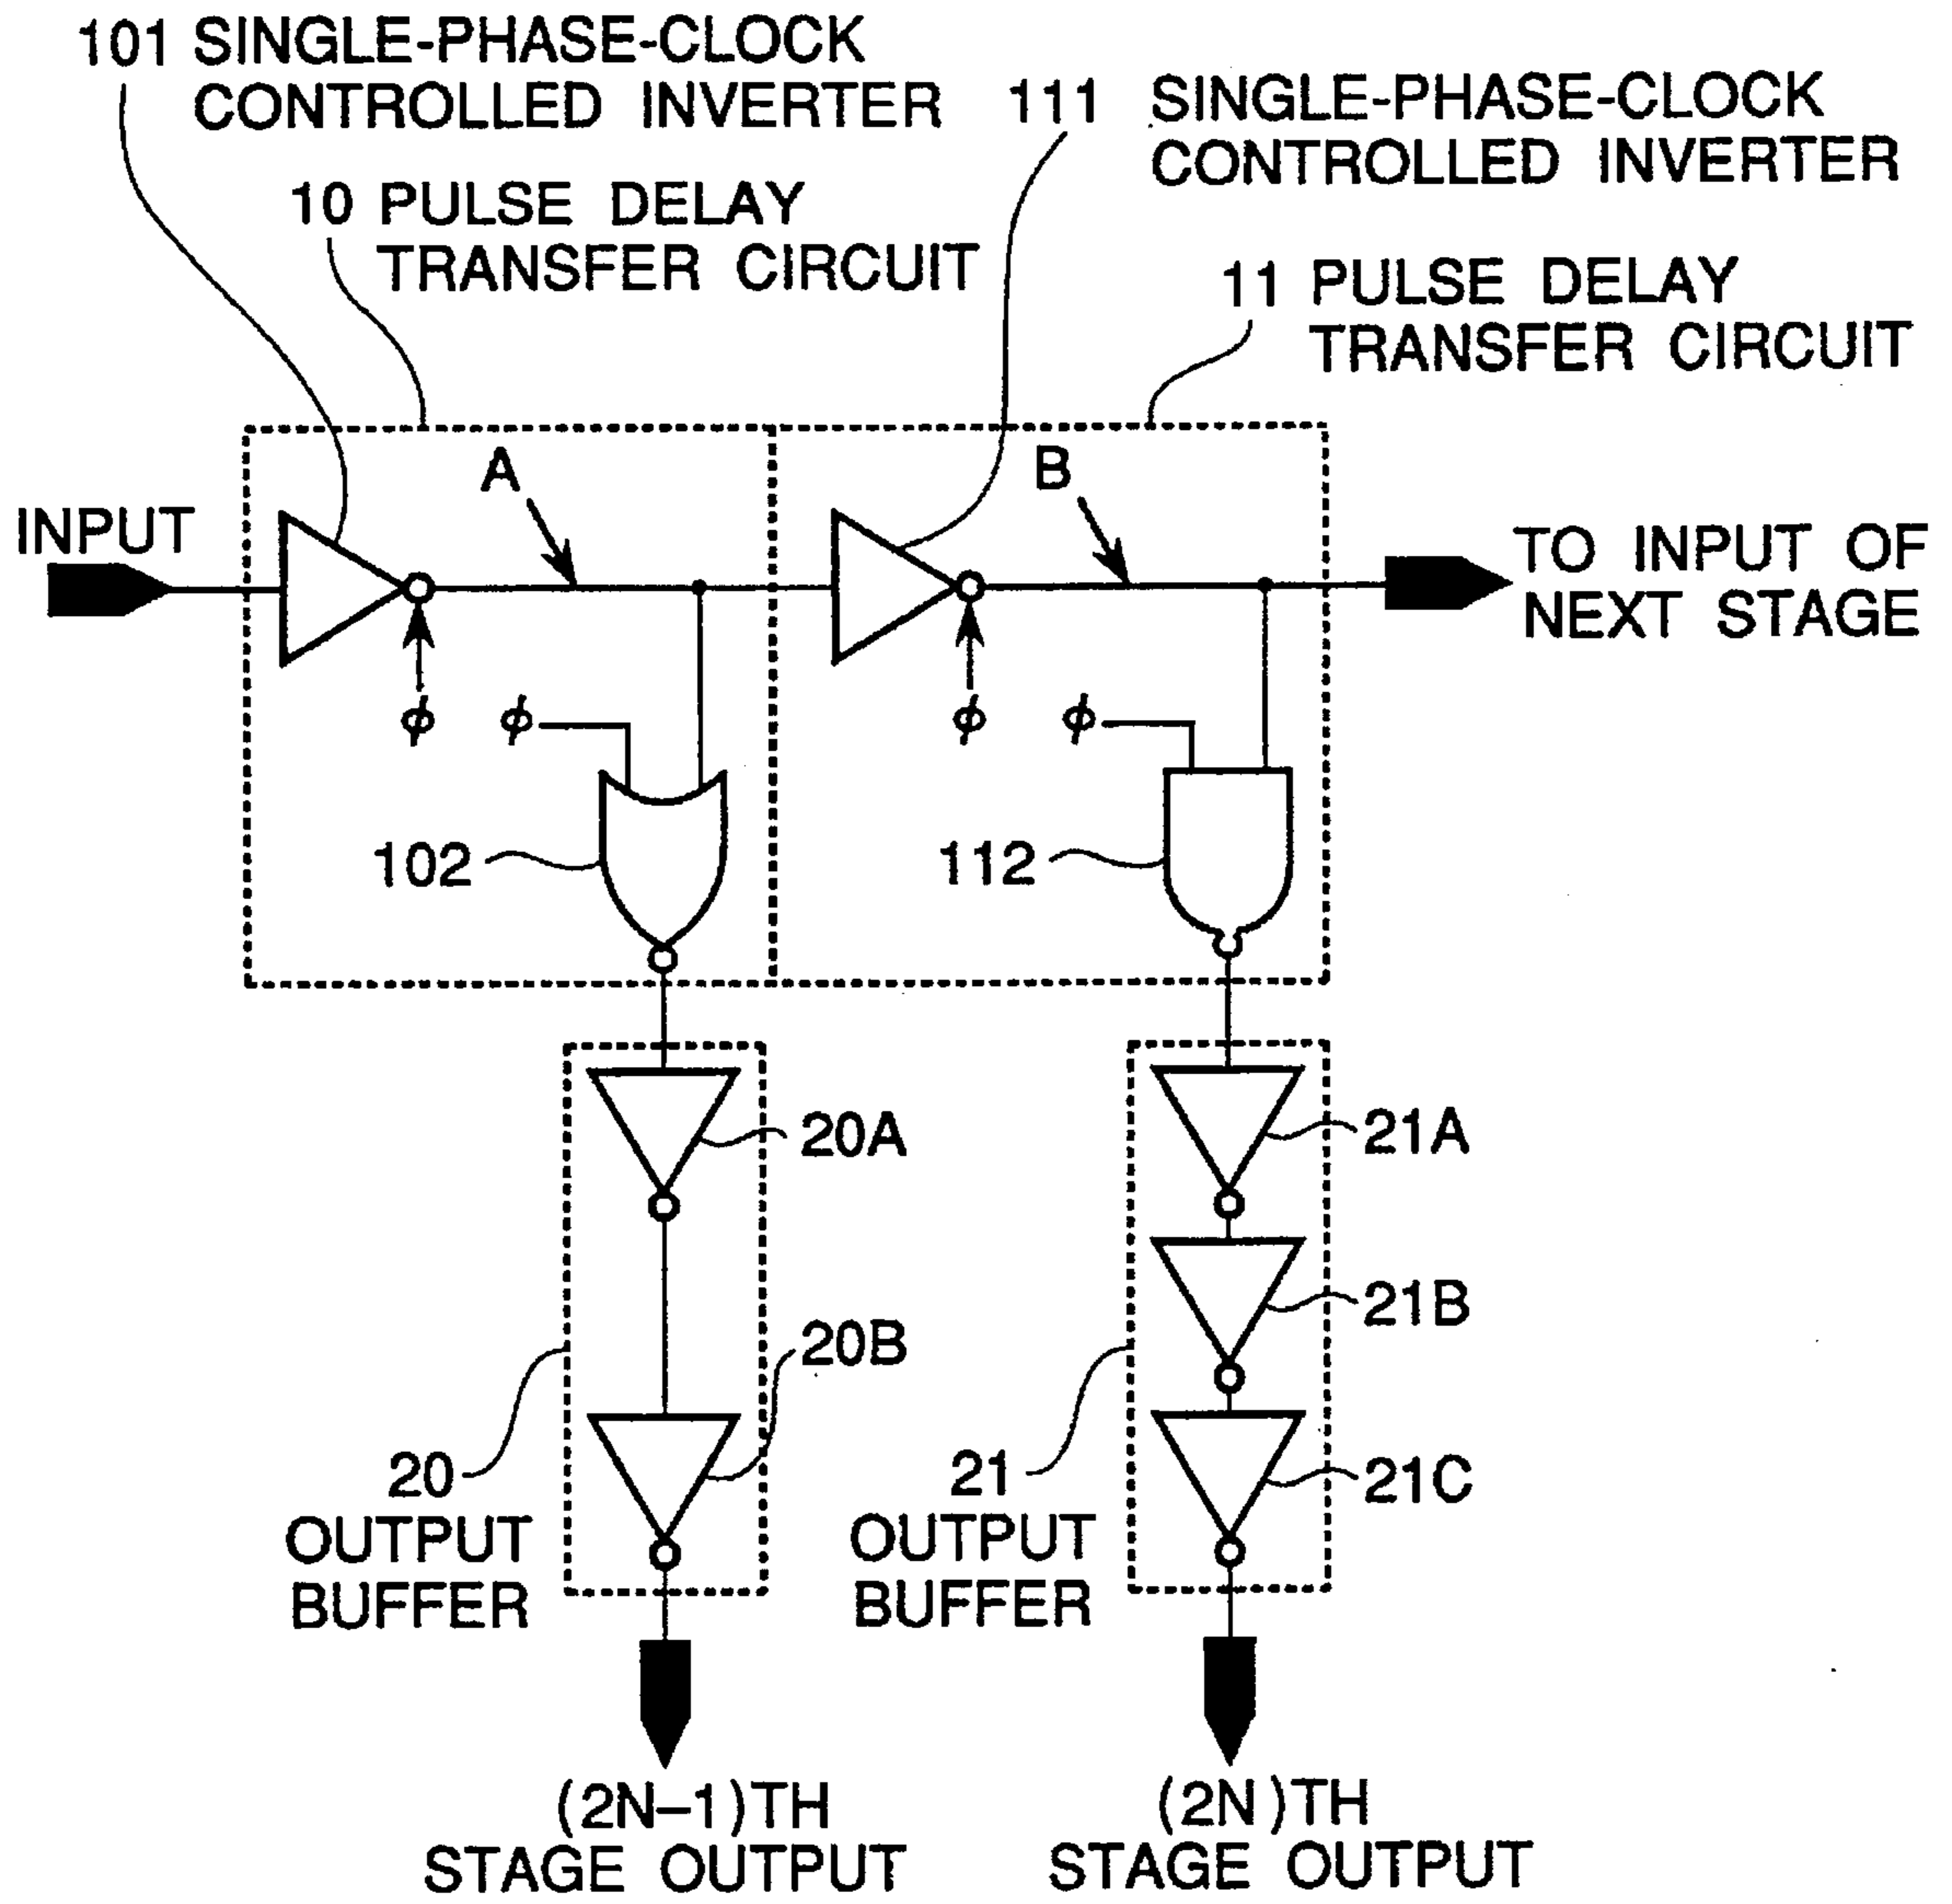 101 SINGLE-PHASE-CLOCK
CONTROLLED INVERTER
111 SINGLE-PHASE-CLOCK
CONTROLLED INVERTER
10 PULSE DELAY
TRANSFER CIRCUIT
11 PULSE DELAY
TRANSFER CIRCUIT
A
B
INPUT
TO INPUT OF
NEXT STAGE
ϕ
ϕ
ϕ
ϕ
102
112
20A
21A
20B
21B
20
OUTPUT
BUFFER
21
OUTPUT
BUFFER
21C
(2N–1)TH
STAGE OUTPUT
(2N)TH
STAGE OUTPUT